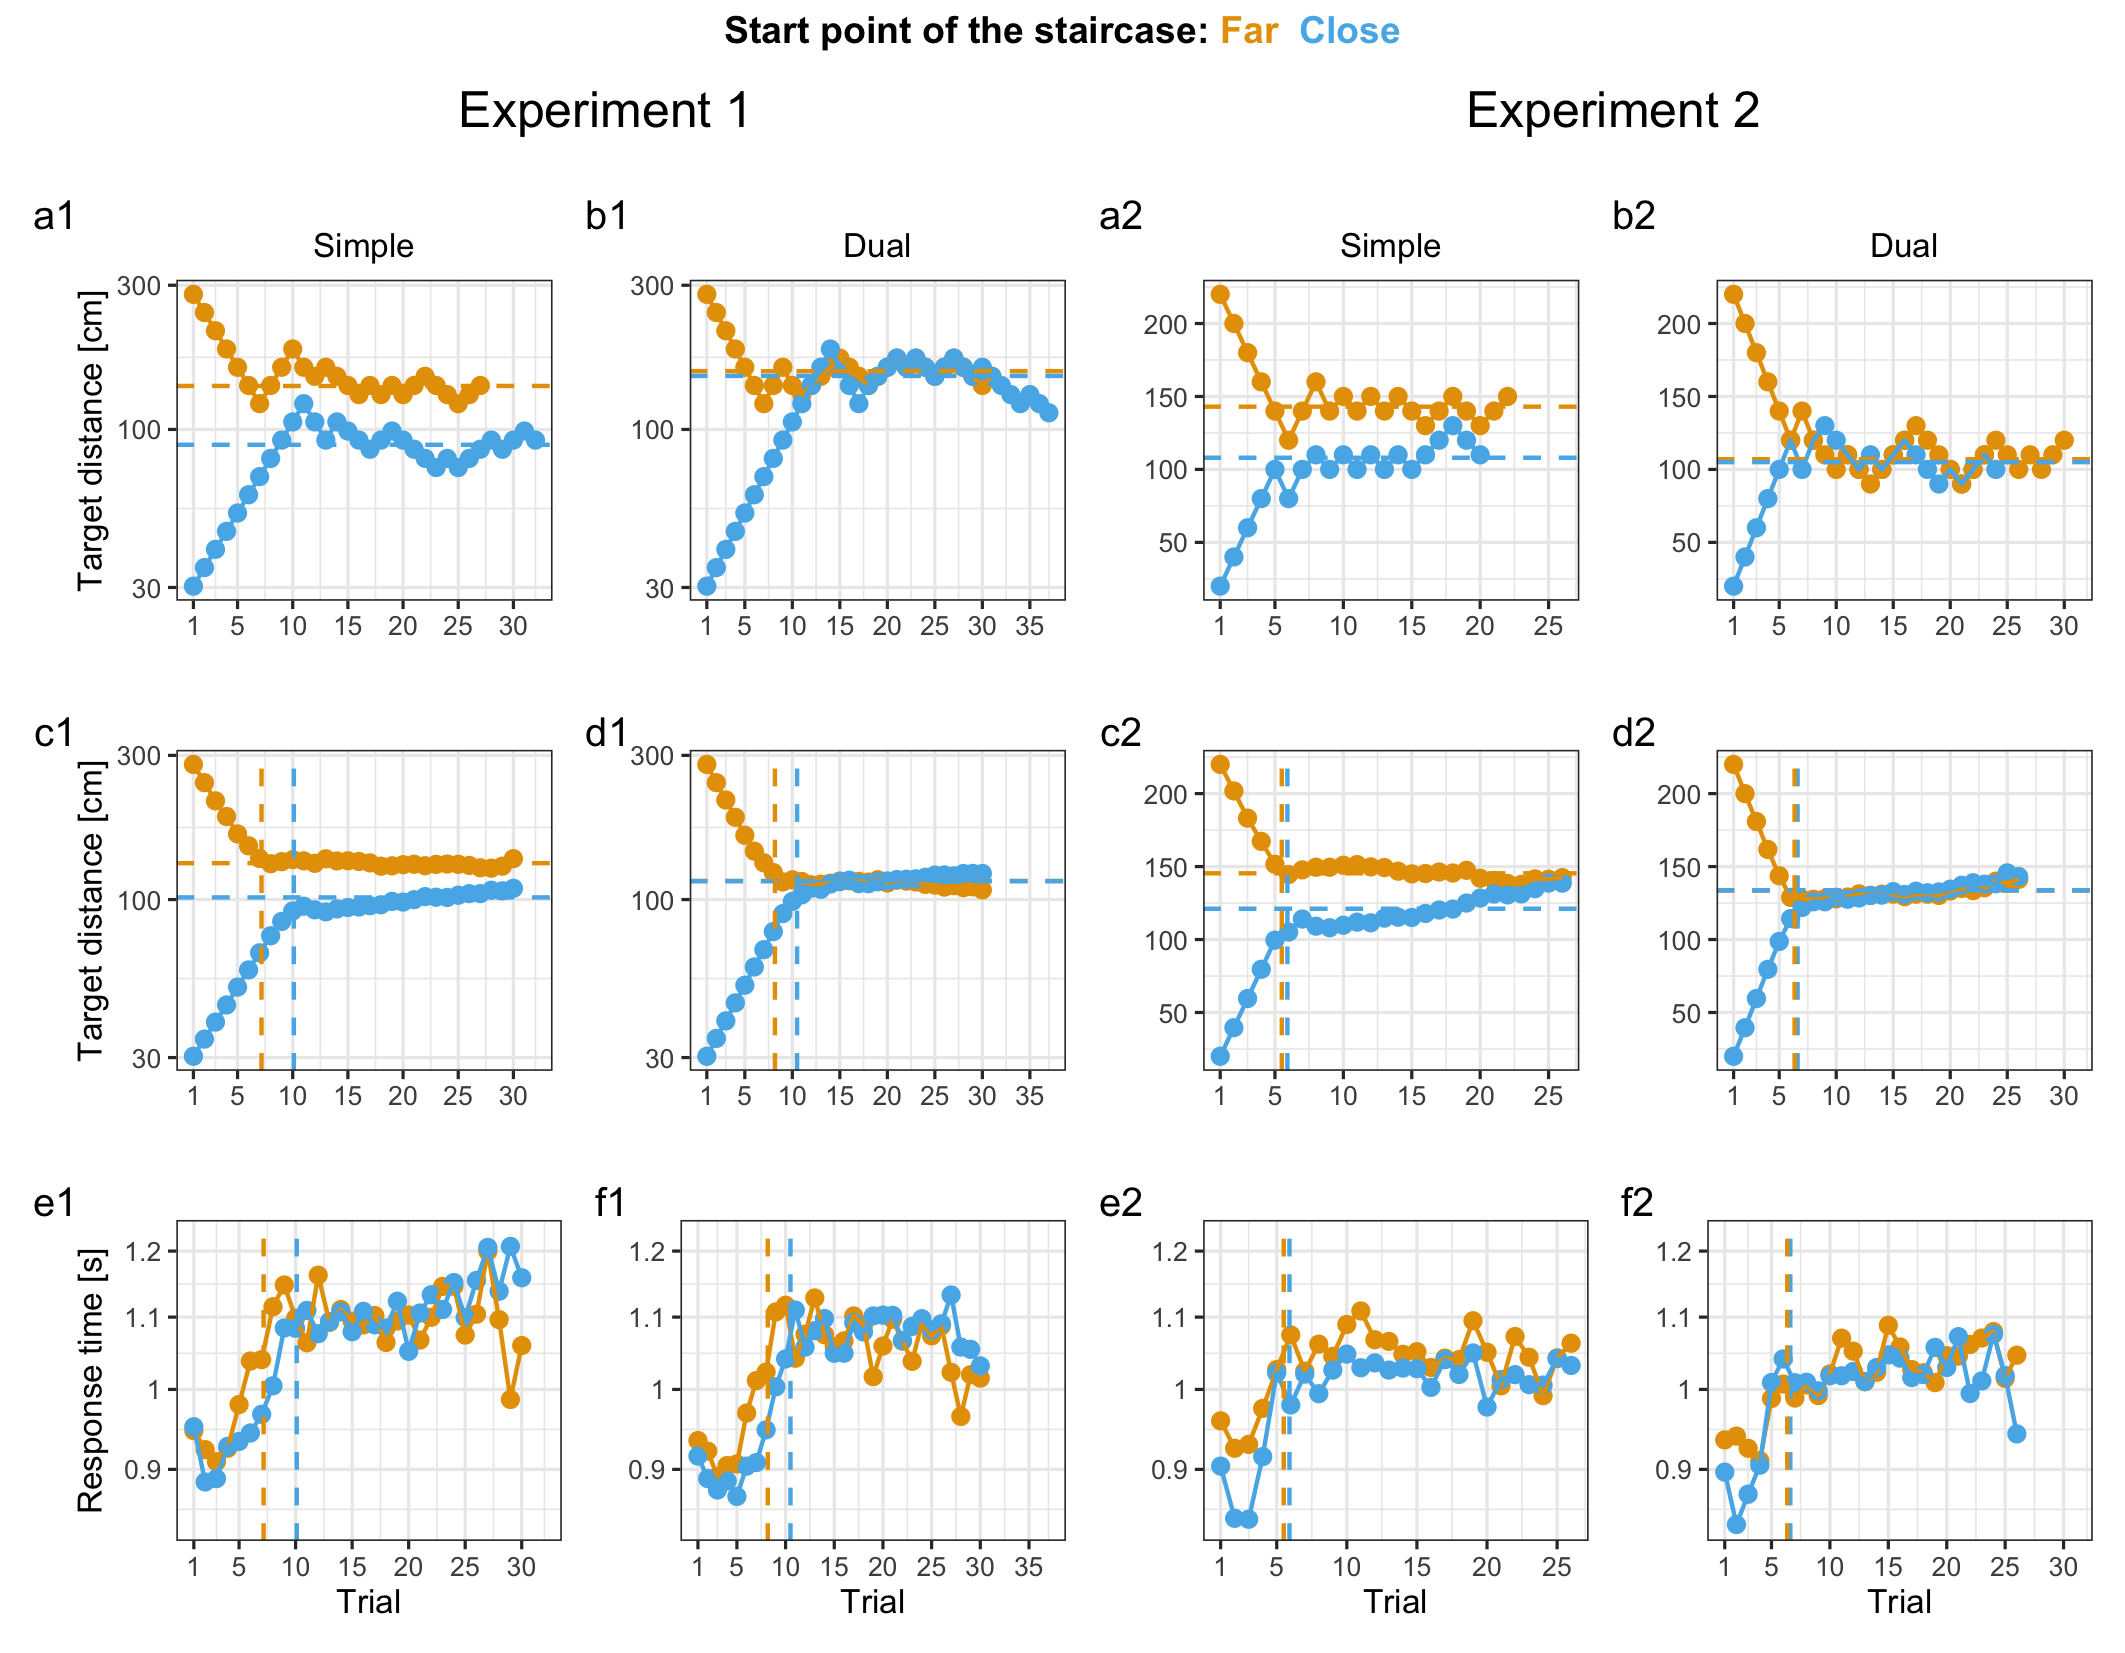 Start point of the staircase: Far Close
Experiment 1 Experiment 2
a1 b1 a2 b2
Simple Dual Simple Dual
Target distance [cm]
300
100
30
1 5 10 15 20 25 30
300
100
30
1 5 10 15 20 25 30 35
200
150
100
50
1 5 10 15 20 25
200
150
100
50
1 5 10 15 20 25 30
c1 d1 c2 d2
Target distance [cm]
300
100
30
1 5 10 15 20 25 30
300
100
30
1 5 10 15 20 25 30 35
200
150
100
50
1 5 10 15 20 25
200
150
100
50
1 5 10 15 20 25 30
e1 f1 e2 f2
Response time [s]
1.2
1.1
1
0.9
1 5 10 15 20 25 30
Trial
1.2
1.1
1
0.9
1 5 10 15 20 25 30 35
Trial
1.2
1.1
1
0.9
1 5 10 15 20 25
Trial
1.2
1.1
1
0.9
1 5 10 15 20 25 30
Trial